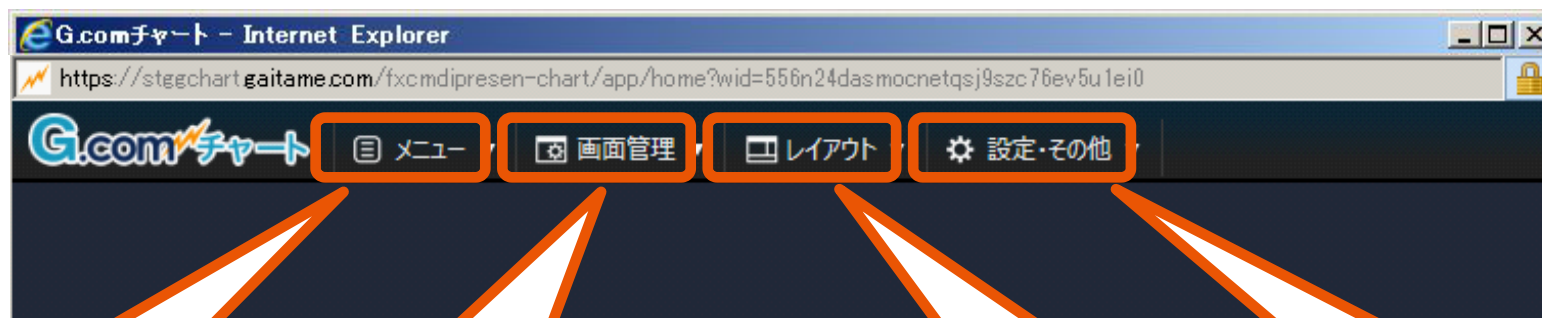 G.comチャート - Internet Explorer
https://steechart.gaitame.com/fxcmdipresen-chart/app/home?wid=556n24dasmocnetqsj9szc76ev5u1ei0
G.comチャート メニュー 画面管理 レイアウト 設定・その他